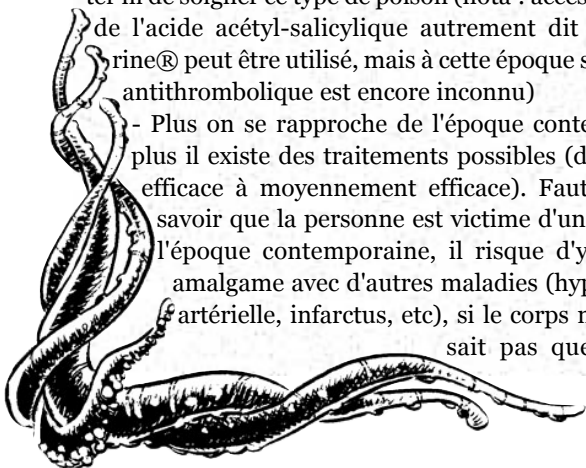 ter ni de soigner ce type de poison (nota : acces
de l'acide acétyl-salicylique autrement dit
rine® peut être utilisé, mais à cette époque s
antithrombolique est encore inconnu)
- Plus on se rapproche de l'époque conte
plus il existe des traitements possibles (d
efficace à moyennement efficace). Faut
savoir que la personne est victime d'un
l'époque contemporaine, il risque d'y
amalgame avec d'autres maladies (hyp
artérielle, infarctus, etc), si le corps m
sait pas que